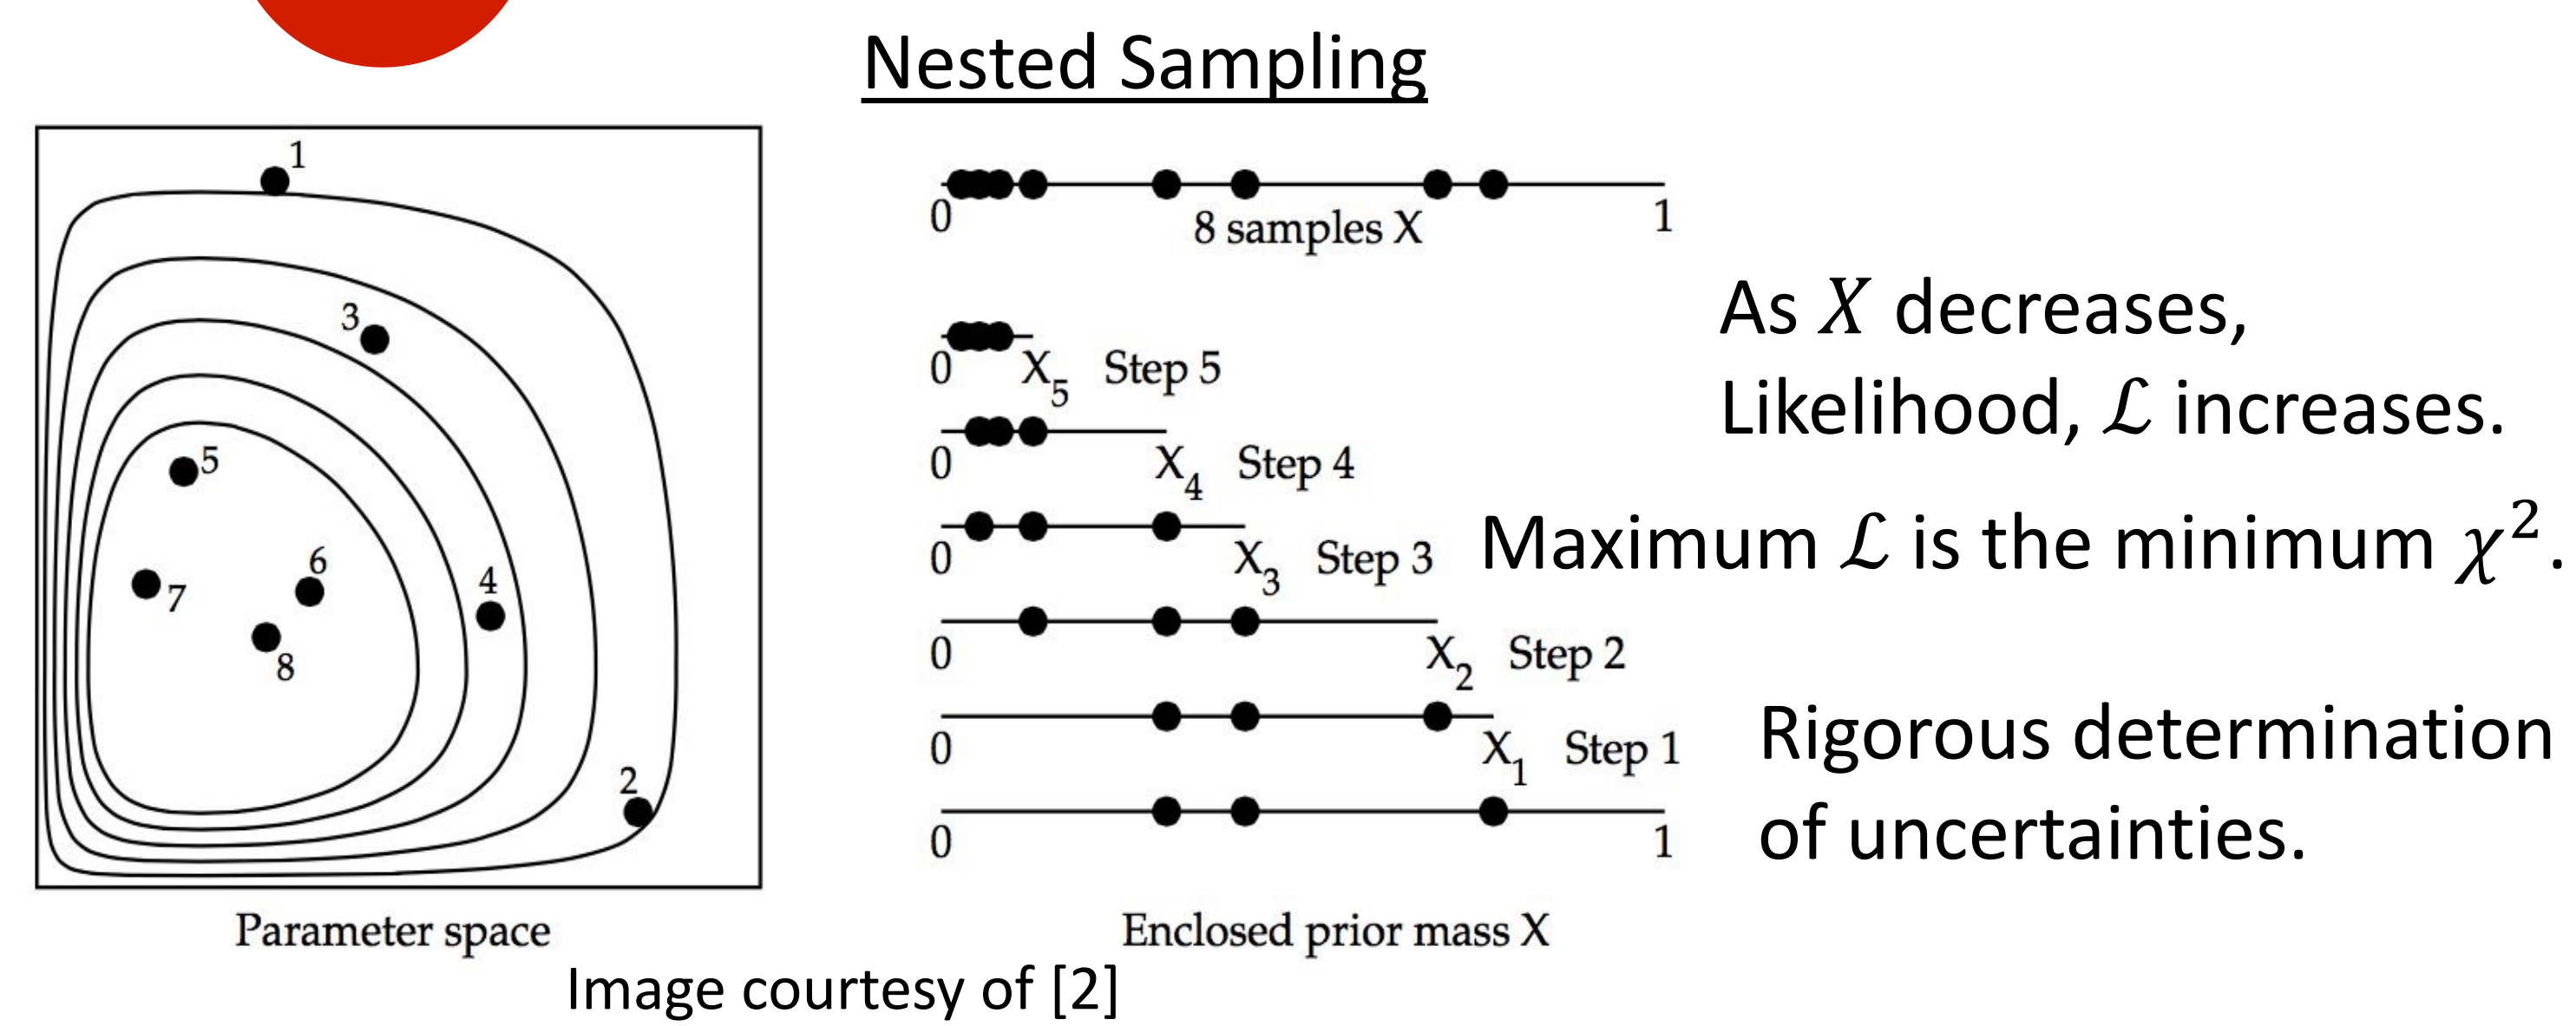 Nested Sampling
1
3
5
6
7
4
8
2
Parameter space
0 1
8 samples X
0 X₅ Step 5
0 X₄ Step 4
0 X₃ Step 3
0 X₂ Step 2
0 X₁ Step 1
0 1
Enclosed prior mass X
Image courtesy of [2]
As X decreases,
Likelihood, ℒ increases.
Maximum ℒ is the minimum χ².
Rigorous determination
of uncertainties.